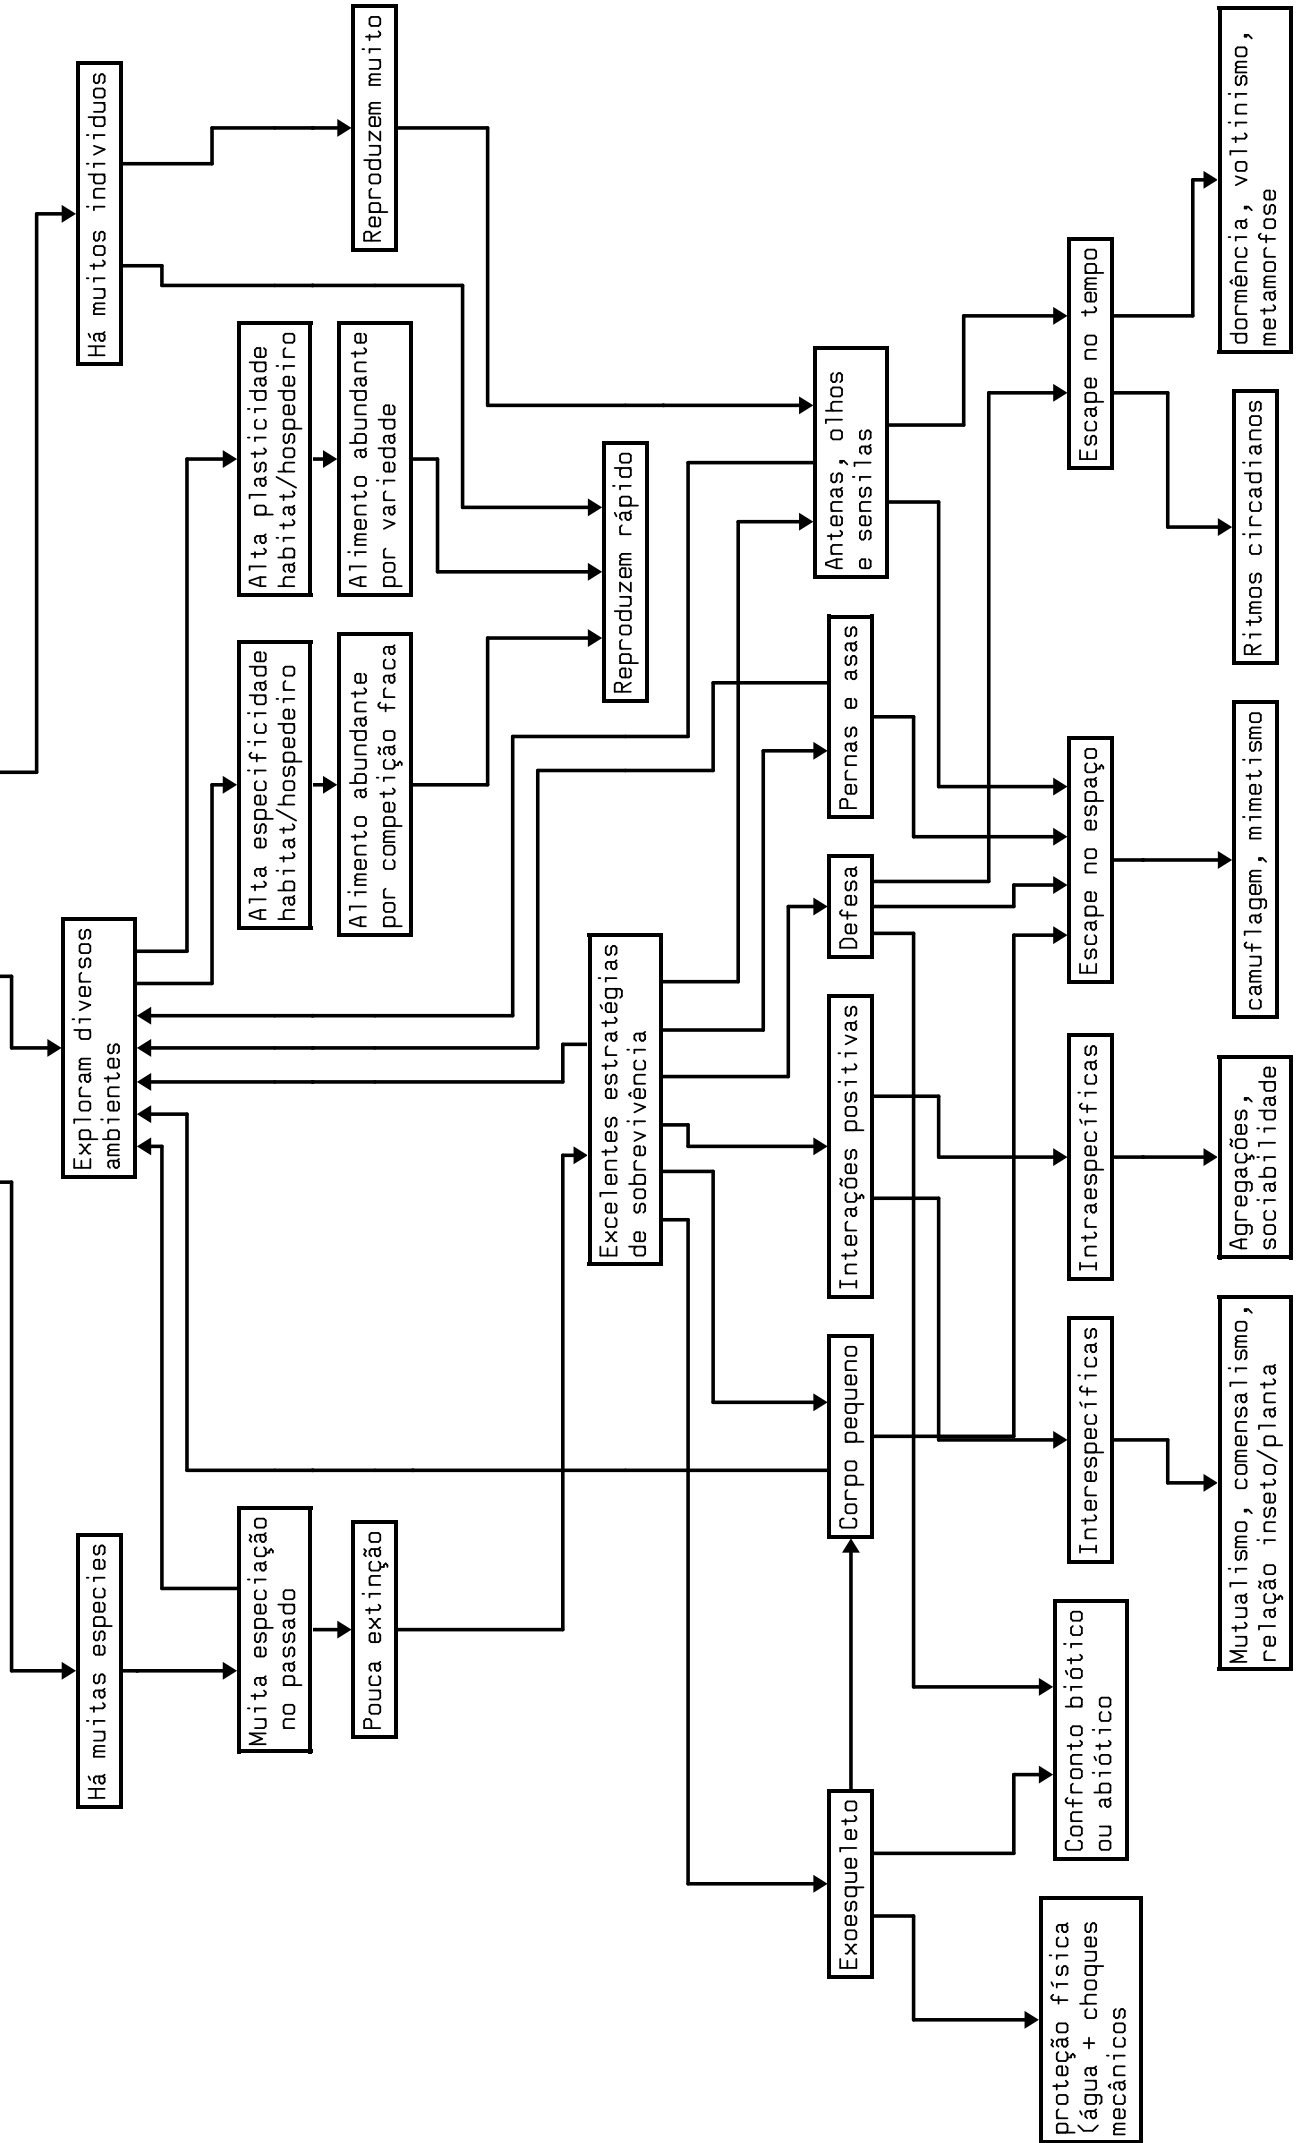 Há muitas especies
Exploram diversos
ambientes
Há muitos individuos
Muita especiação
no passado
Alta especificidade
habitat/hospedeiro
Alta plasticidade
habitat/hospedeiro
Pouca extinção
Alimento abundante
por competição fraca
Alimento abundante
por variedade
Reproduzem muito
Excelentes estratégias
de sobrevivência
Reproduzem rápido
Exoesqueleto
Corpo pequeno
Interações positivas
Defesa
Pernas e asas
Antenas, olhos
e sensilas
proteção física
(água + choques
mecânicos
Confronto biótico
ou abiótico
Interespecíficas
Intraespecíficas
Escape no espaço
Escape no tempo
Mutualismo, comensalismo,
relação inseto/planta
Agregações,
sociabilidade
camuflagem, mimetismo
Ritmos circadianos
dormência, voltinismo,
metamorfose